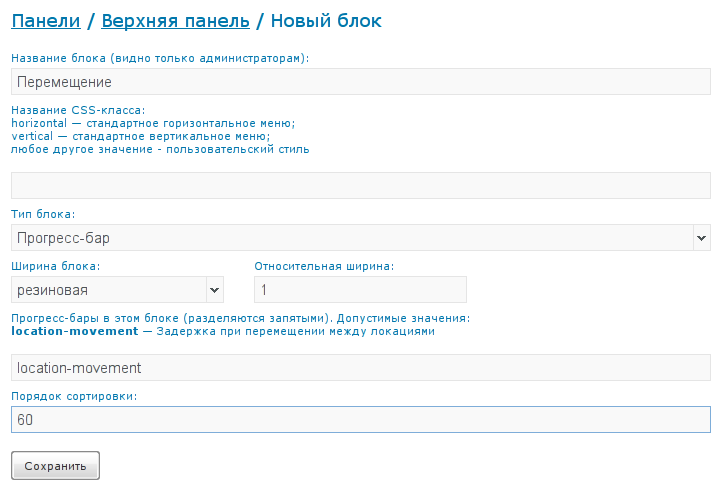 Панели / Верхняя панель / Новый блок
Название блока (видно только администраторам):
Перемещение
Название CSS-класса:
horizontal — стандартное горизонтальное меню;
vertical — стандартное вертикальное меню;
любое другое значение - пользовательский стиль
Тип блока:
Прогресс-бар
Ширина блока: Относительная ширина:
резиновая 1
Прогресс-бары в этом блоке (разделяются запятыми). Допустимые значения:
location-movement — Задержка при перемещении между локациями
location-movement
Порядок сортировки:
60
Сохранить